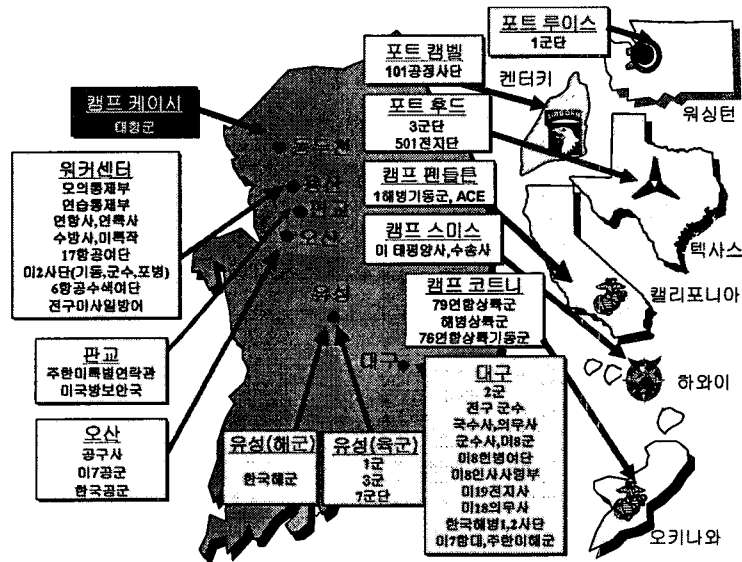 포트 루이스
1군단
포트 캠벨
101공정사단
켄터키
워싱턴
캠프 케이시
대항군
포트 후드
3군단
501전지단
동두천
워커센터
모의통제부
연습통제부
연합사,연특사
수방사,미특작
17항공여단
미2사단(기동,군수,포병)
6항공수색여단
전구미사일방어
용산
판교
오산
캠프 펜들튼
1해병기동군, ACE
텍사스
캠프 스미스
미 태평양사,수송사
캘리포니아
캠프 코트니
79연합상륙군
해병상륙군
76연합상륙기동군
유성
대구
하와이
판교
주한미특별연락관
미국방보안국
대구
2군
전구 군수
국수사,의무사
군수사,미8군
미8헌병여단
미8인사사령부
미19전지사
미18의무사
한국해병1,2사단
미7함대,주한미해군
오산
공구사
미7공군
한국공군
유성(해군)
한국해군
유성(육군)
1군
3군
7군단
오키나와